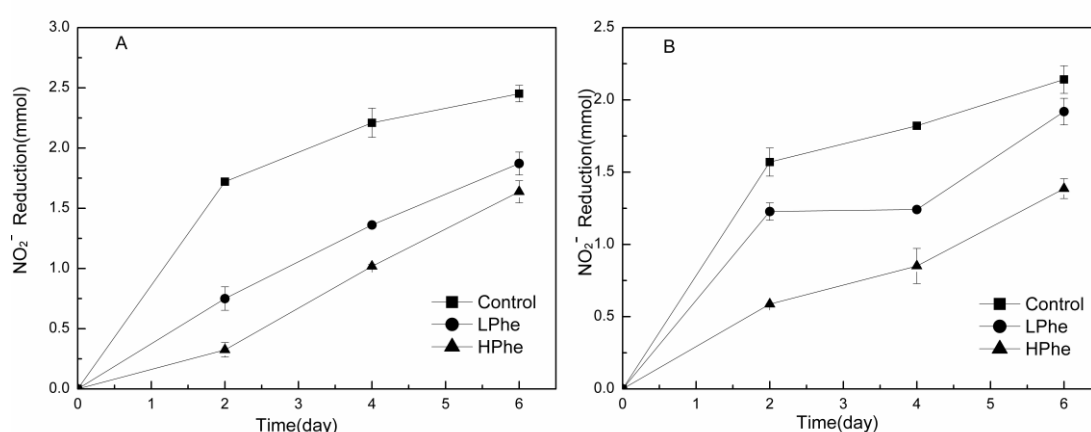 A
NO₂⁻ Reduction(mmol)
3.0
2.5
2.0
1.5
1.0
0.5
0.0
Control
LPhe
HPhe
0 1 2 3 4 5 6
Time(day)
B
NO₂⁻ Reduction(mmol)
2.5
2.0
1.5
1.0
0.5
0.0
Control
LPhe
HPhe
0 1 2 3 4 5 6
Time(day)